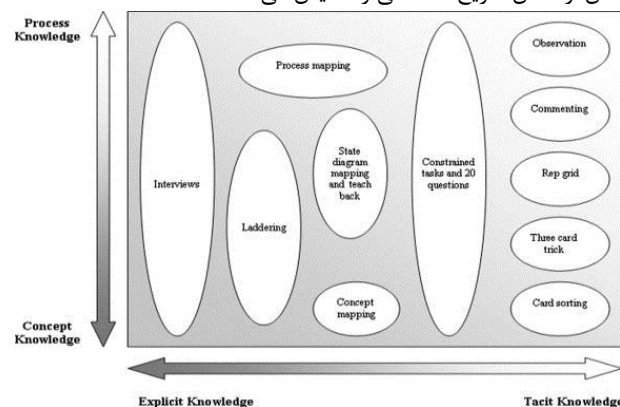 Process
Knowledge
Process mapping
Observation
Commenting
Interviews
Laddering
State
diagram
mapping
and teach
back
Constrained
tasks and 20
questions
Rep grid
Three card
trick
Concept
mapping
Card sorting
Concept
Knowledge
Explicit Knowledge
Tacit Knowledge